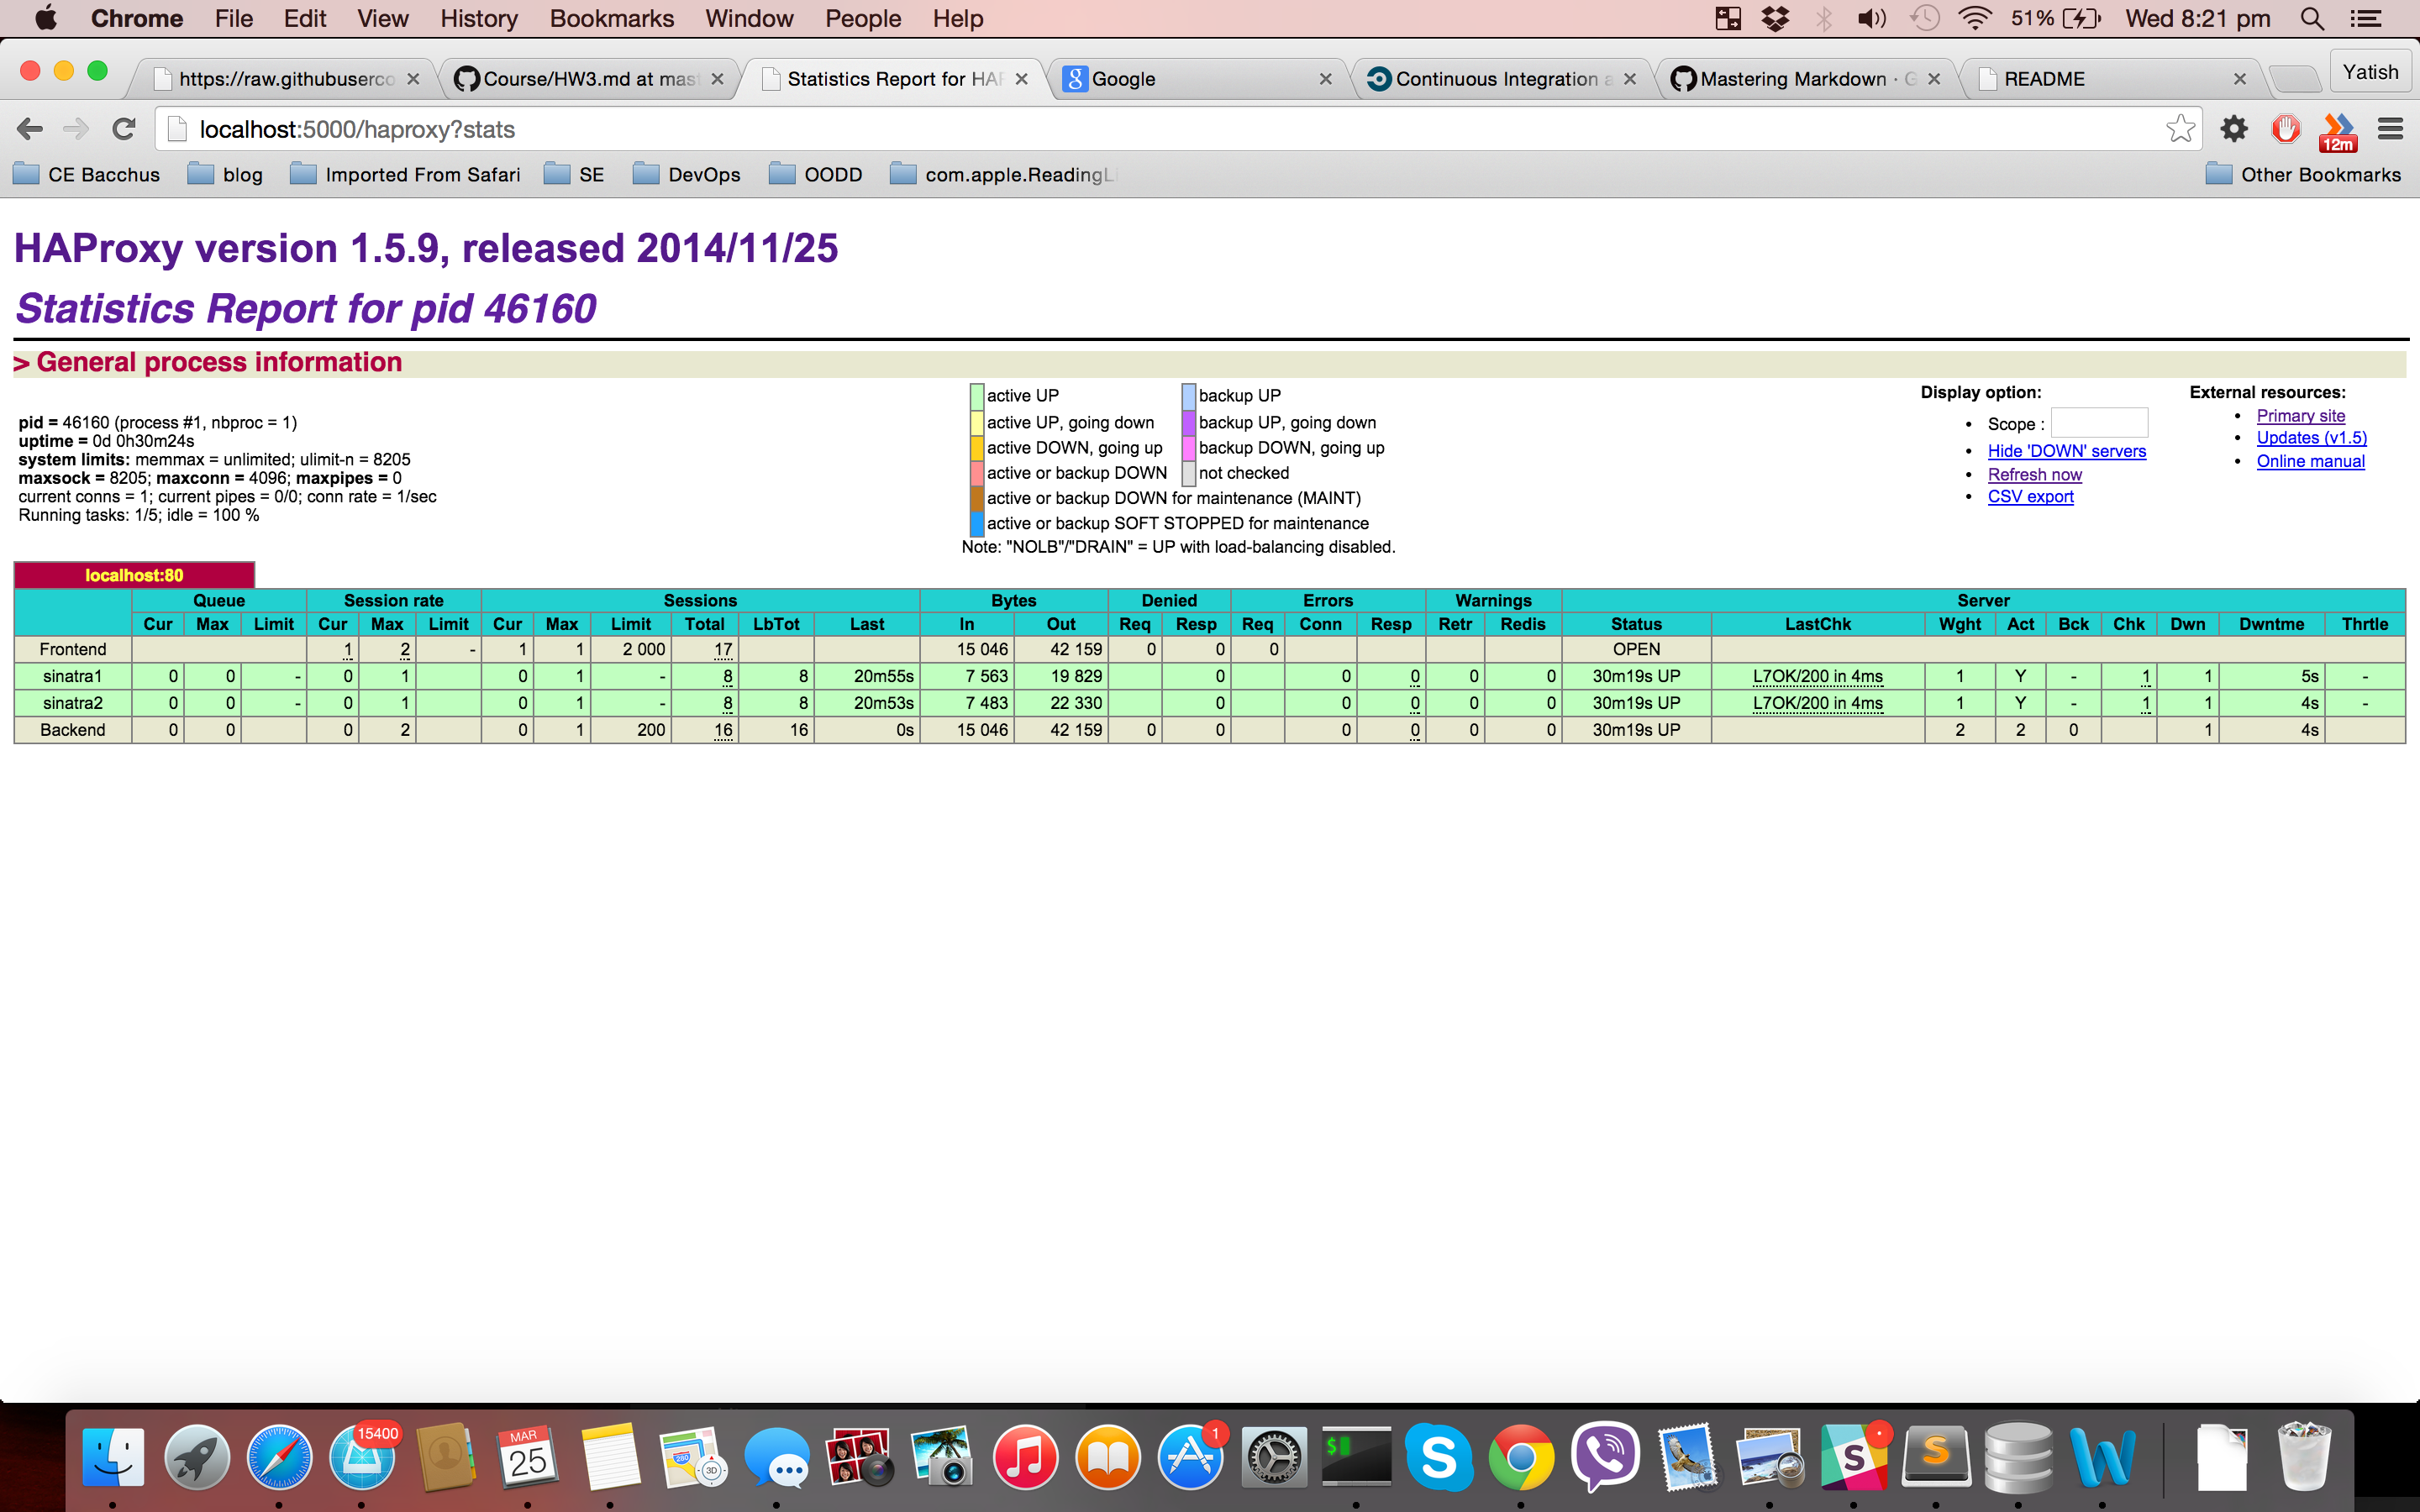 Chrome File Edit View History Bookmarks Window People Help 51% Wed 8:21 pm
https://raw.githubuserco Course/HW3.md at mas Statistics Report for HAP Google Continuous Integration a Mastering Markdown · G README Yatish
localhost:5000/haproxy?stats 12m
CE Bacchus blog Imported From Safari SE DevOps OODD com.apple.ReadingLi Other Bookmarks
HAProxy version 1.5.9, released 2014/11/25
Statistics Report for pid 46160
> General process information
pid = 46160 (process #1, nbproc = 1)
uptime = 0d 0h30m24s
system limits: memmax = unlimited; ulimit-n = 8205
maxsock = 8205; maxconn = 4096; maxpipes = 0
current conns = 1; current pipes = 0/0; conn rate = 1/sec
Running tasks: 1/5; idle = 100 %
active UP backup UP
active UP, going down backup UP, going down
active DOWN, going up backup DOWN, going up
active or backup DOWN not checked
active or backup DOWN for maintenance (MAINT)
active or backup SOFT STOPPED for maintenance
Note: "NOLB"/"DRAIN" = UP with load-balancing disabled.
Display option:
• Scope :
• Hide 'DOWN' servers
• Refresh now
• CSV export
External resources:
• Primary site
• Updates (v1.5)
• Online manual
localhost:80
Queue Session rate Sessions Bytes Denied Errors Warnings Server
Cur Max Limit Cur Max Limit Cur Max Limit Total LbTot Last In Out Req Resp Req Conn Resp Retr Redis Status LastChk Wght Act Bck Chk Dwn Dwntme Thrtle
Frontend 1 2 - 1 1 2 000 17 15 046 42 159 0 0 0 OPEN
sinatra1 0 0 - 0 1 0 1 - 8 8 20m55s 7 563 19 829 0 0 0 0 0 30m19s UP L7OK/200 in 4ms 1 Y - 1 1 5s -
sinatra2 0 0 - 0 1 0 1 - 8 8 20m53s 7 483 22 330 0 0 0 0 0 30m19s UP L7OK/200 in 4ms 1 Y - 1 1 4s -
Backend 0 0 0 2 0 1 200 16 16 0s 15 046 42 159 0 0 0 0 0 0 30m19s UP 2 2 0 1 4s
15400 MAR 1
25 280 3D $ S S S W